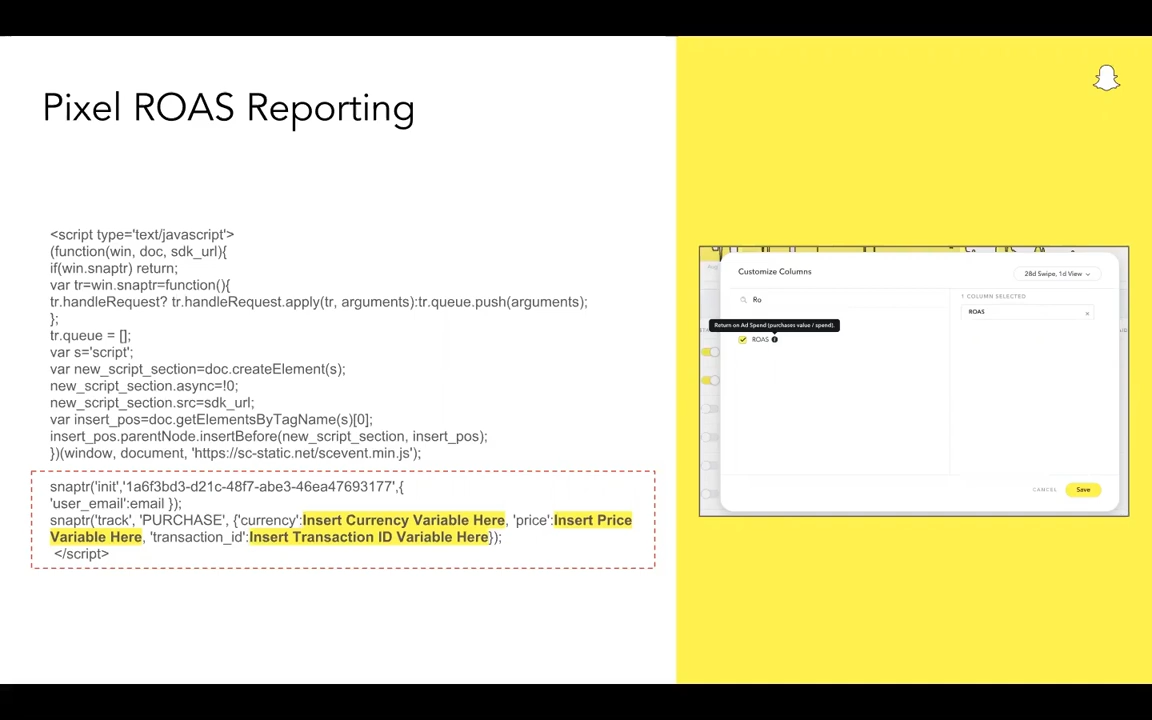 Pixel ROAS Reporting
<script type='text/javascript'>
(function(win, doc, sdk_url){
if(win.snaptr) return;
var tr=win.snaptr=function(){
tr.handleRequest? tr.handleRequest.apply(tr, arguments):tr.queue.push(arguments);
};
tr.queue = [];
var s='script';
var new_script_section=doc.createElement(s);
new_script_section.async=!0;
new_script_section.src=sdk_url;
var insert_pos=doc.getElementsByTagName(s)[0];
insert_pos.parentNode.insertBefore(new_script_section, insert_pos);
})(window, document, 'https://sc-static.net/scevent.min.js');
snaptr('init','1a6f3bd3-d21c-48f7-abe3-46ea47693177',{
'user_email':email });
snaptr('track', 'PURCHASE', {'currency':Insert Currency Variable Here, 'price':Insert Price
Variable Here, 'transaction_id':Insert Transaction ID Variable Here});
</script>
Customize Columns
28d Swipe, 1d View
Ro
1 COLUMN SELECTED
ROAS
Return on Ad Spend (purchases value / spend).
ROAS
CANCEL
Save